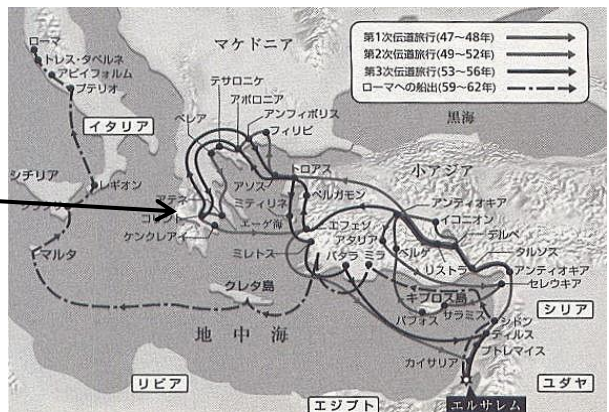 第1次伝道旅行(47〜48年)
第2次伝道旅行(49〜52年)
第3次伝道旅行(53〜56年)
ローマへの船出(59〜62年)
ローマ
トレス・タベルネ
アピイフォルム
プテリオ
イタリア
シチリア
レギオン
マルタ
マケドニア
テサロニケ
アポロニア
アンフィポリス
フィリピ
ベレア
黒海
小アジア
トロアス
アソス
ペルガモン
ミティリネ
アテネ
コリント
エーゲ海
ケンクレアイ
エフェソ
アタリア
ミレトス
パタラ
ミラ
ペルゲ
アンティオキア
イコニオン
デルベ
リストラ
タルソス
アンティオキア
セレウキア
シリア
キプロス島
サラミス
パフォス
クレタ島
地中海
シドン
ティルス
プトレマイス
カイサリア
リビア
エジプト
エルサレム
ユダヤ